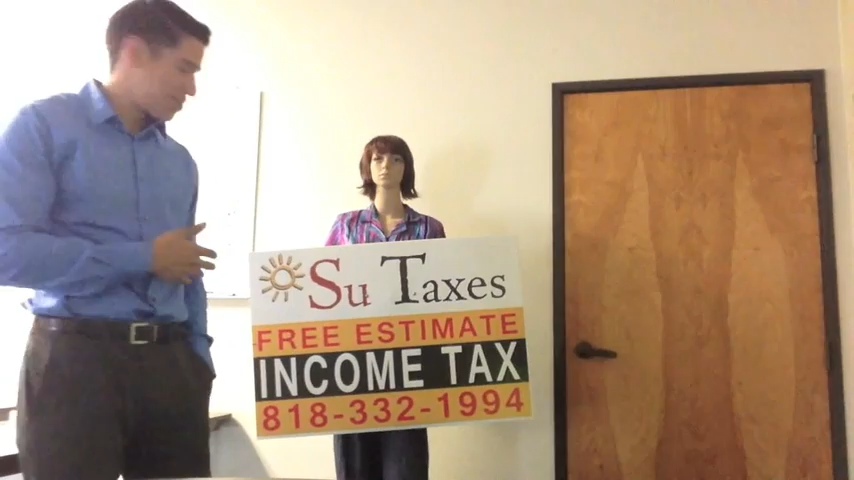 Su Taxes
FREE ESTIMATE
INCOME TAX
818-332-1994